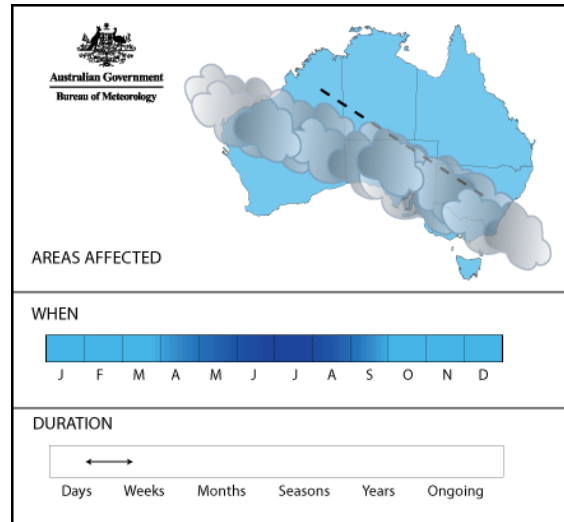 Australian Government
Bureau of Meteorology
AREAS AFFECTED
WHEN
J F M A M J J A S O N D
DURATION
Days Weeks Months Seasons Years Ongoing